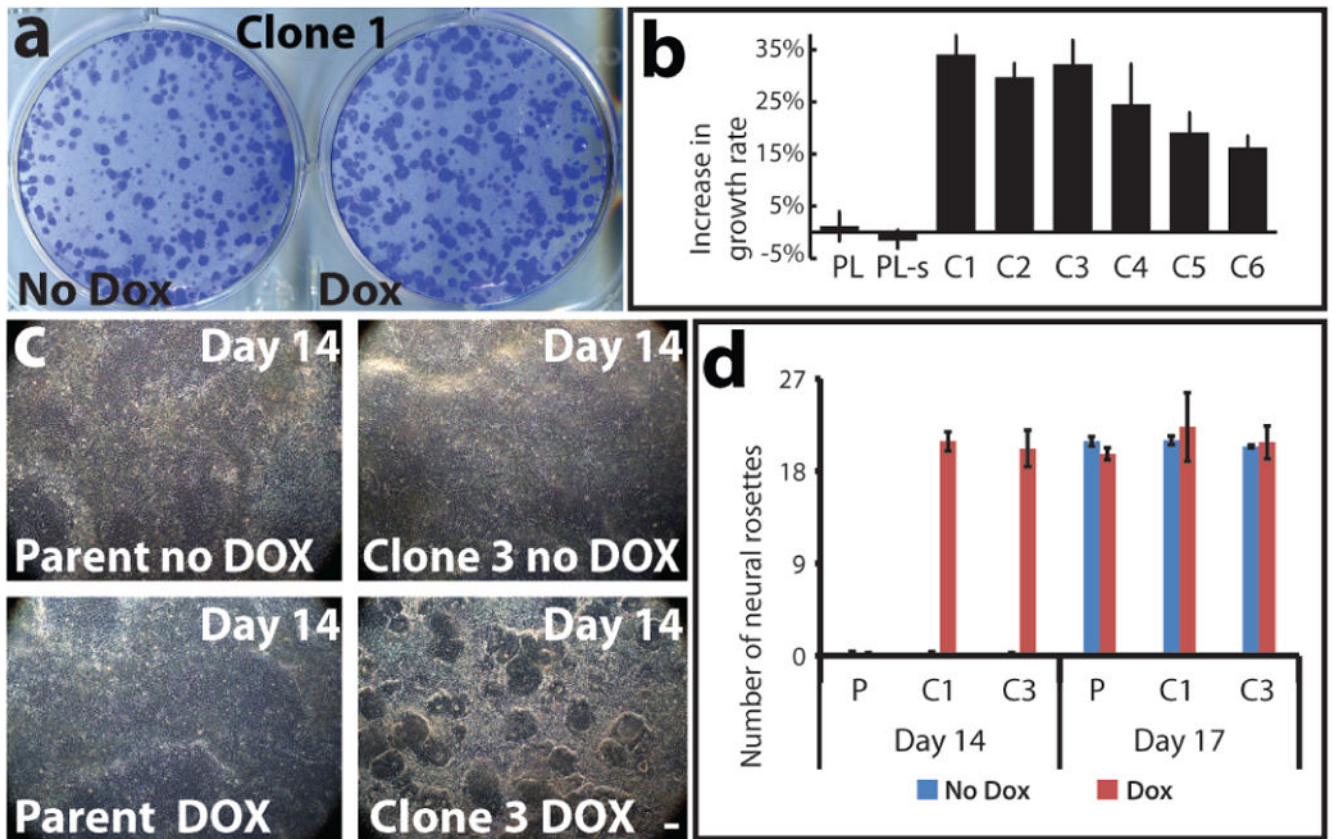 a
Clone 1
No Dox
Dox
b
Increase in
growth rate
35%
25%
15%
5%
-5%
PL PL-s C1 C2 C3 C4 C5 C6
c
Day 14
Parent no DOX
Day 14
Clone 3 no DOX
Day 14
Parent DOX
Day 14
Clone 3 DOX
d
Number of neural rosettes
27
18
9
0
P C1 C3 P C1 C3
Day 14 Day 17
No Dox Dox